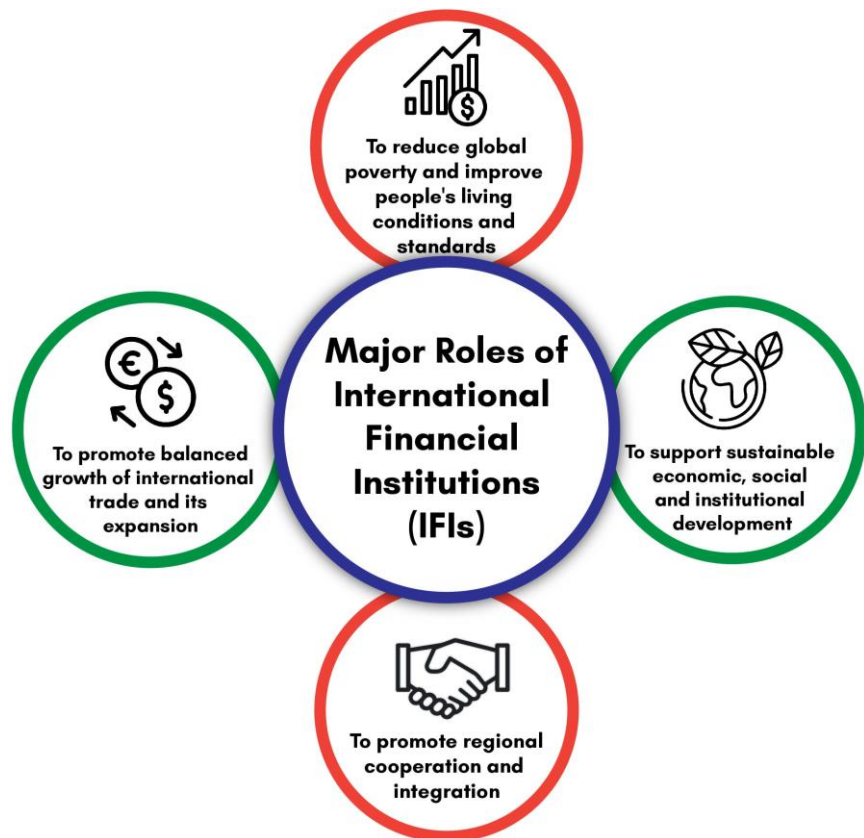 $
To reduce global
poverty and improve
people's living
conditions and
standards
Major Roles of
International
Financial
Institutions
(IFIs)
€
$
To promote balanced
growth of international
trade and its
expansion
To support sustainable
economic, social
and institutional
development
To promote regional
cooperation and
integration